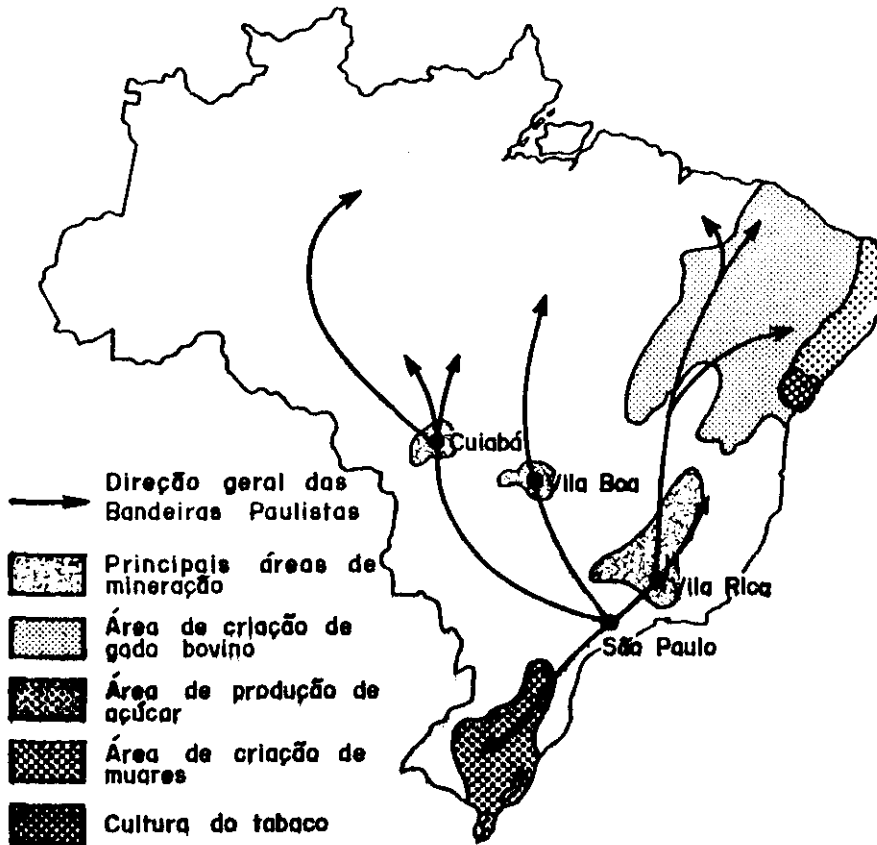 Cuiabá
Vila Boa
Vila Rica
São Paulo
Direção geral das
Bandeiras Paulistas
Principais áreas de
mineração
Área de criação de
gado bovino
Área de produção de
açúcar
Área de criação de
muares
Cultura do tabaco